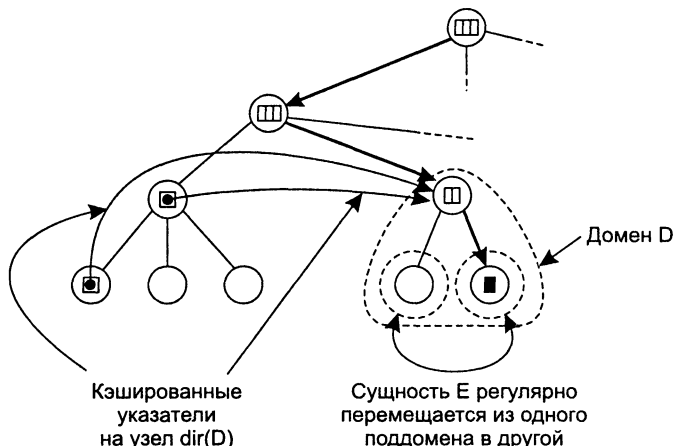 Домен D
Кэшированные
указатели
на узел dir(D)
Сущность E регулярно
перемещается из одного
поддомена в другой